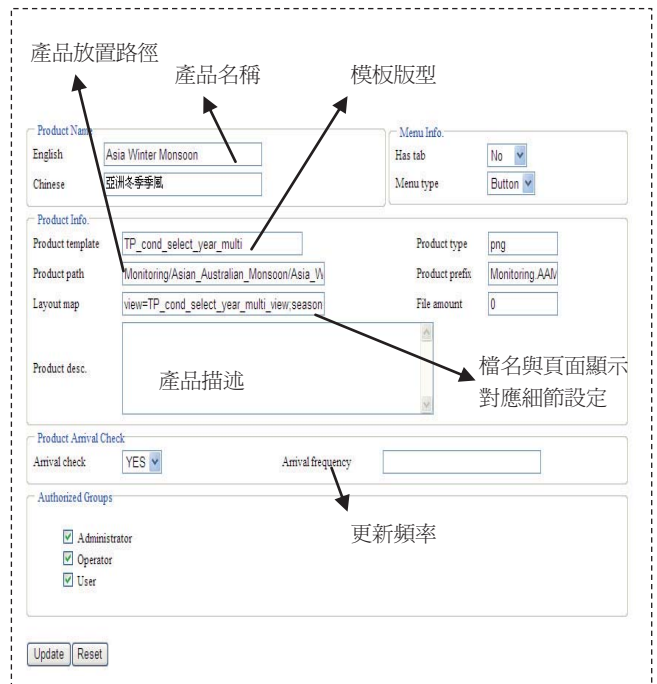 產品放置路徑
產品名稱
模板版型
Product Name
English Asia Winter Monsoon
Chinese 亞洲冬季季風
Menu Info.
Has tab No
Menu type Button
Product Info.
Product template TP_cond_select_year_multi Product type png
Product path Monitoring/Asian_Australian_Monsoon/Asia_W Product prefix Monitoring.AAM
Layout map view=TP_cond_select_year_multi_view;season File amount 0
Product desc. 產品描述
檔名與頁面顯示
對應細節設定
Product Arrival Check
Arrival check YES Arrival frequency
更新頻率
Authorized Groups
Administrator
Operator
User
Update Reset